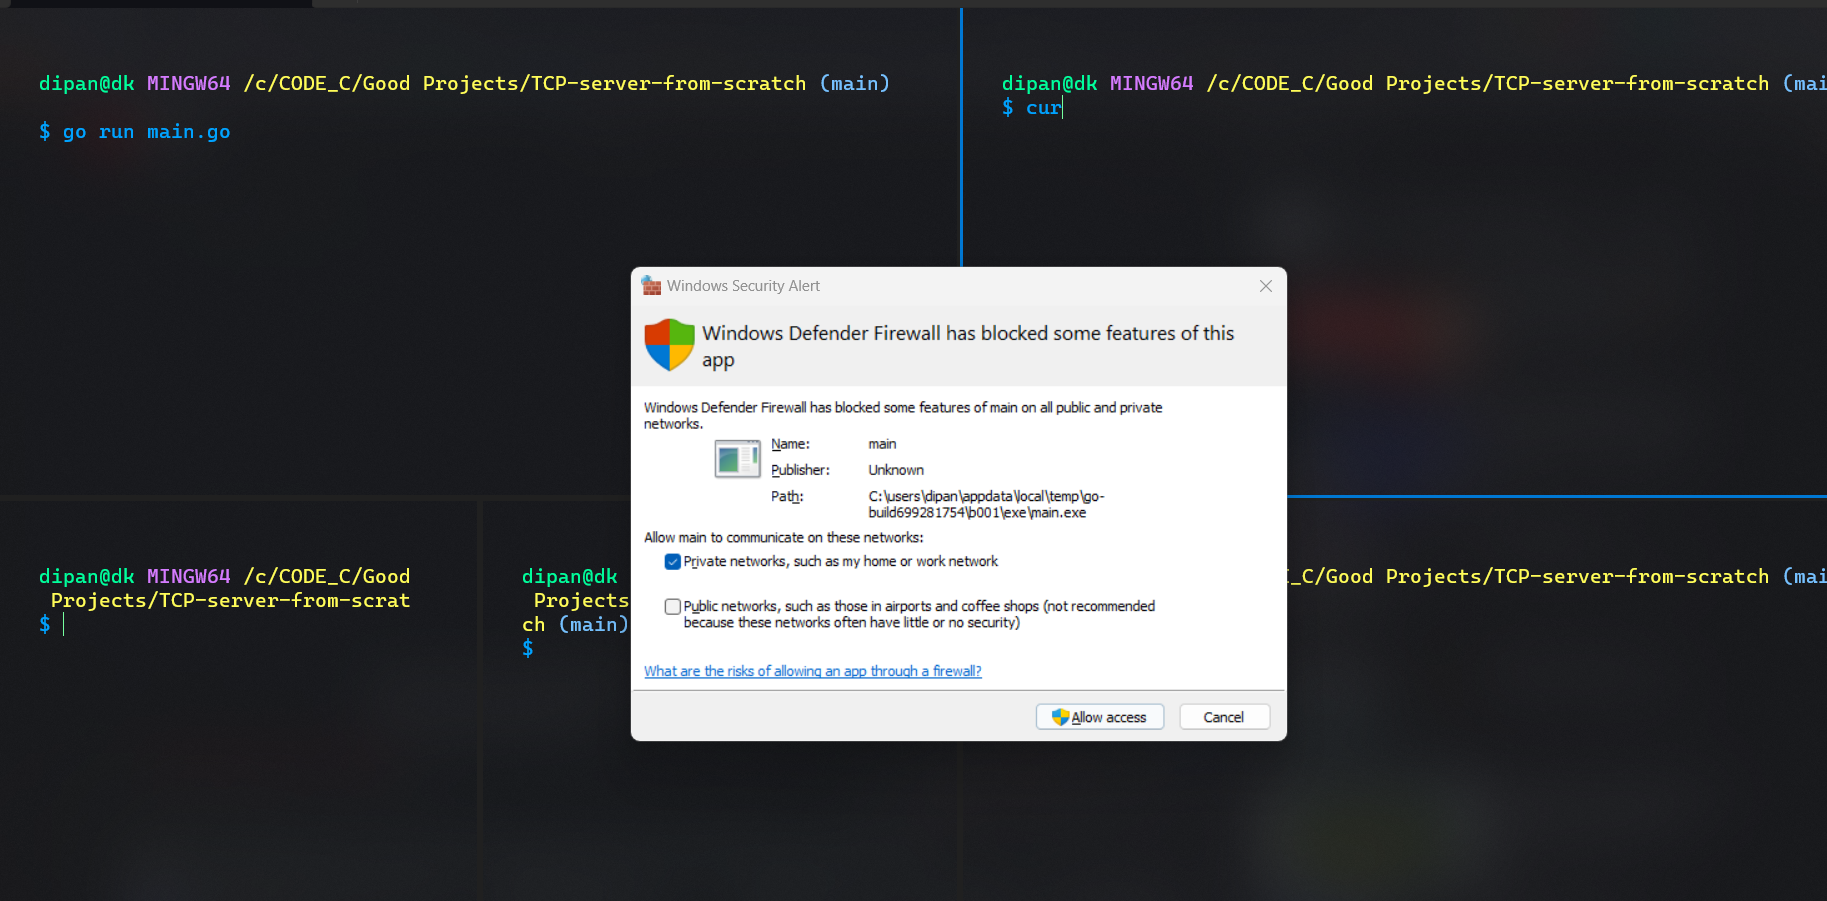 dipan@dk MINGW64 /c/CODE_C/Good Projects/TCP-server-from-scratch (main)
$ go run main.go
dipan@dk MINGW64 /c/CODE_C/Good Projects/TCP-server-from-scratch (mai
$ cur
Windows Security Alert
Windows Defender Firewall has blocked some features of this
app
Windows Defender Firewall has blocked some features of main on all public and private
networks.
Name: main
Publisher: Unknown
Path: C:\users\dipan\appdata\local\temp\go-
build699281754\b001\exe\main.exe
Allow main to communicate on these networks:
Private networks, such as my home or work network
Public networks, such as those in airports and coffee shops (not recommended
because these networks often have little or no security)
What are the risks of allowing an app through a firewall?
Allow access Cancel
dipan@dk MINGW64 /c/CODE_C/Good
Projects/TCP-server-from-scrat
$
dipan@dk
Projects
ch (main)
$
_C/Good Projects/TCP-server-from-scratch (mai